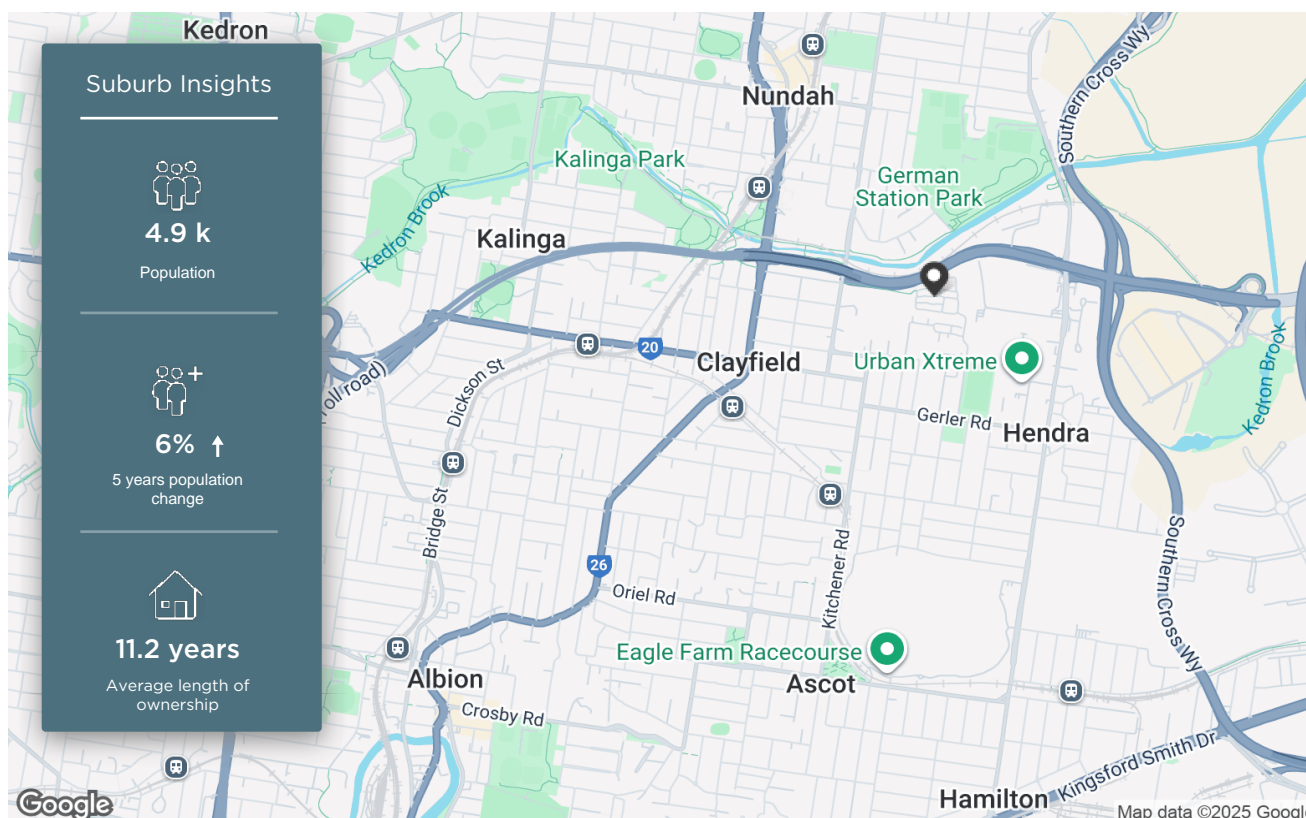 Suburb Insights
4.9 k
Population
6%
5 years population
change
11.2 years
Average length of
ownership
Kedron
Nundah
Kalinga Park
German
Station Park
Southern Cross Wy
Kedron Brook
Kalinga
20
Clayfield
Urban Xtreme
Gerler Rd
Hendra
Kedron Brook
Dickson St
Bridge St
26
Oriel Rd
Kitchener Rd
Southern Cross Wy
Eagle Farm Racecourse
Ascot
Albion
Crosby Rd
Kingsford Smith Dr
Hamilton
oll road)
Google
Map data ©2025 Google